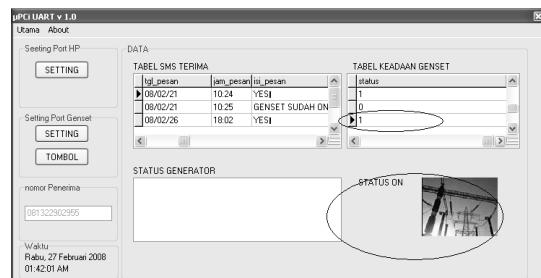 µPCi UART v 1.0
Utama About
Seeting Port HP
SETTING
Setting Port Genset
SETTING
TOMBOL
nomor Penerima
081322902955
Waktu
Rabu, 27 Februari 2008
01:42:01 AM
DATA
TABEL SMS TERIMA
tgl_pesan jam_pesan isi_pesan
08/02/21 10:24 YES
08/02/21 10:25 GENSET SUDAH ON
08/02/26 18:02 YES
TABEL KEADAAN GENSET
status
1
0
1
STATUS GENERATOR
STATUS ON